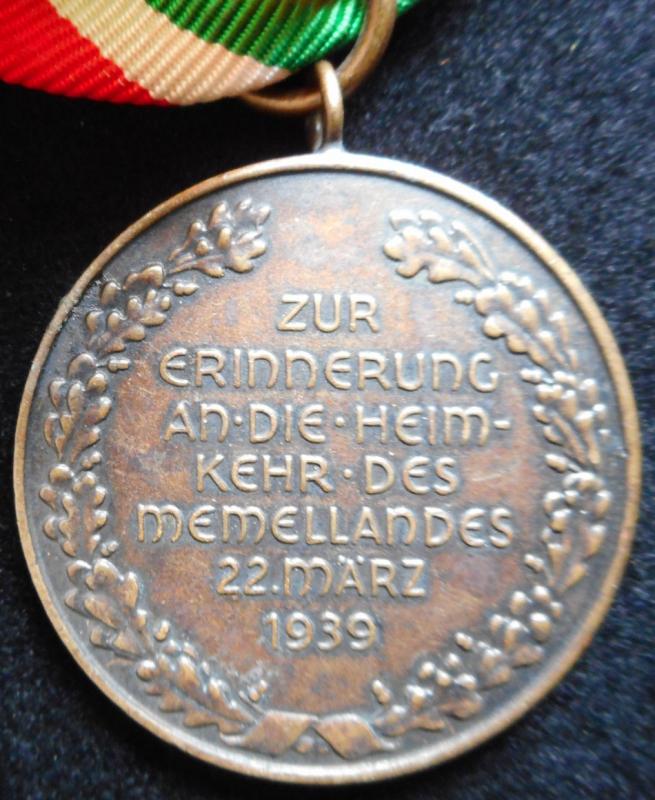 ZUR
ERINNERUNG
AN·DIE·HEIM-
KEHR·DES
MEMELLANDES
22.MÄRZ
1939